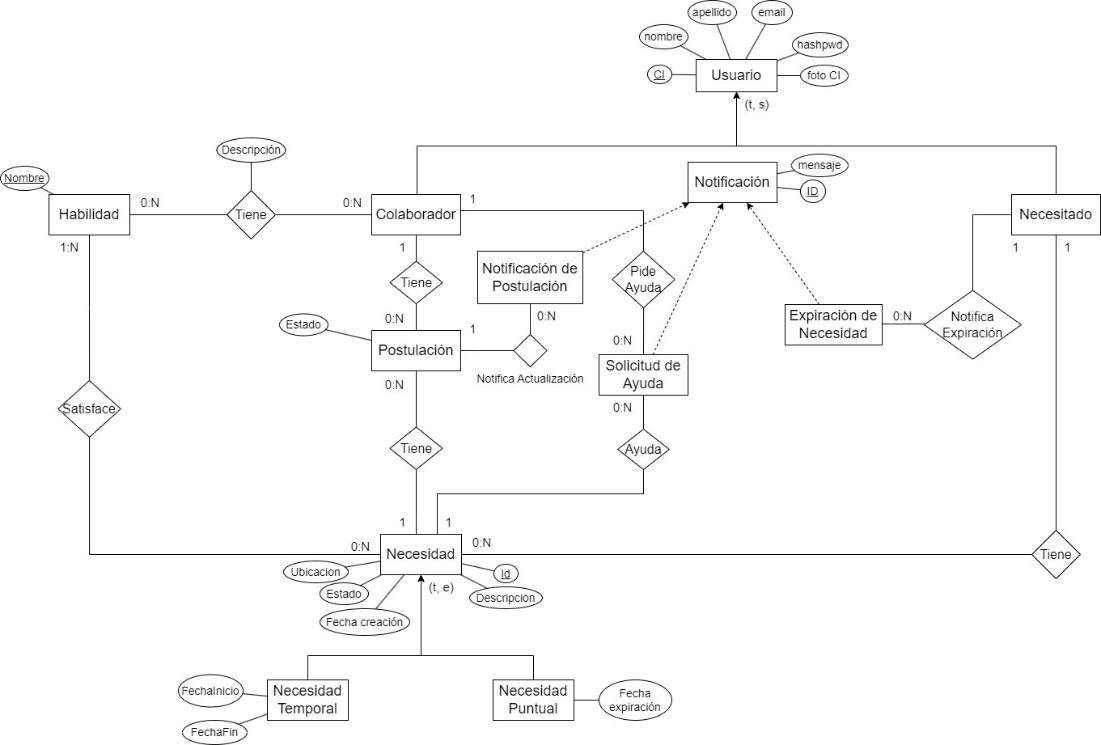 apellido
email
nombre
hashpwd
CI
Usuario
foto CI
(t, s)
Descripción
mensaje
Nombre
Notificación
ID
0:N
0:N
1
Habilidad
Tiene
Colaborador
Necesitado
1:N
1
1
1
Notificación de
Postulación
Pide
Ayuda
Tiene
Expiración de
Necesidad
0:N
Notifica
Expiración
0:N
0:N
Estado
1
0:N
Postulación
Solicitud de
Ayuda
0:N
Notifica Actualización
0:N
Satisface
Tiene
Ayuda
1
1
0:N
Necesidad
0:N
Tiene
Ubicacion
Id
Estado
(t, e)
Descripcion
Fecha creación
FechaInicio
Necesidad
Temporal
Necesidad
Puntual
Fecha
expiración
FechaFin